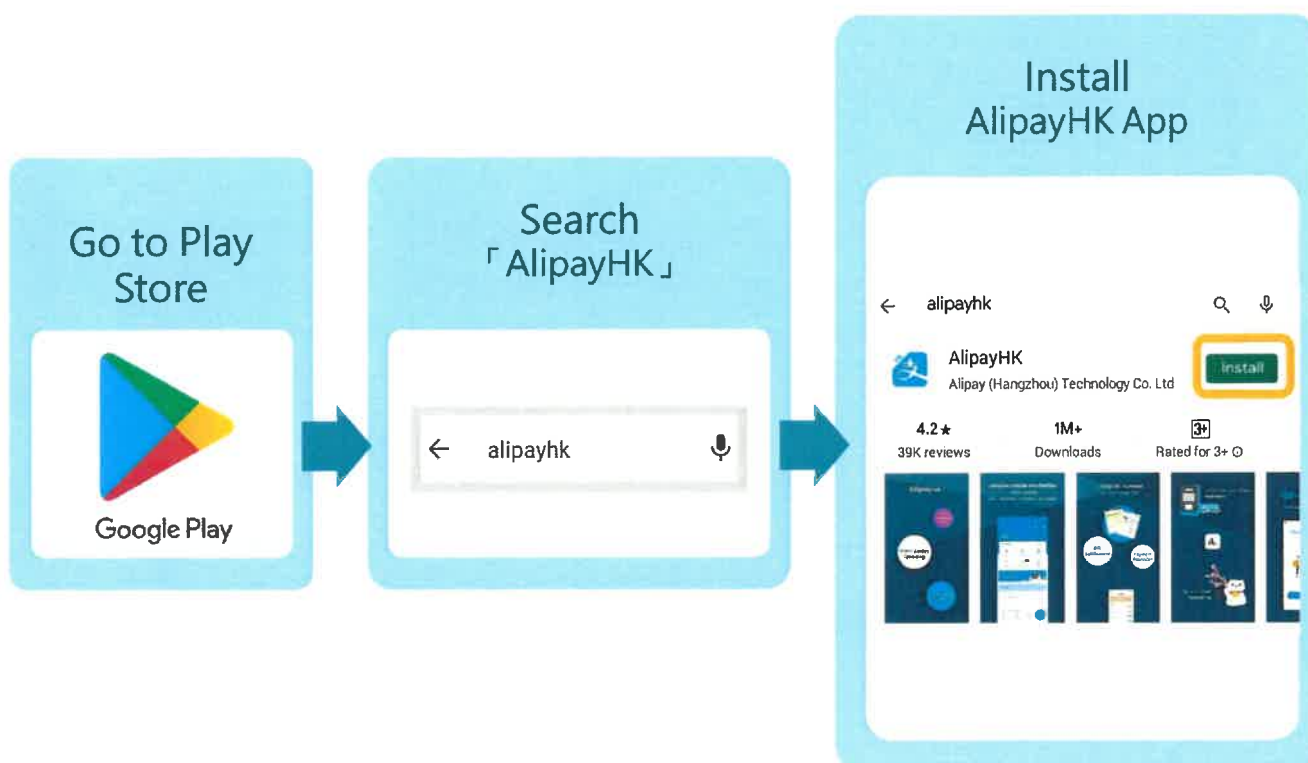 Go to Play
Store
Google Play
Search
「AlipayHK」
alipayhk
Install
AlipayHK App
alipayhk
AlipayHK
Alipay (Hangzhou) Technology Co. Ltd
Install
4.2★
39K reviews
1M+
Downloads
3+
Rated for 3+